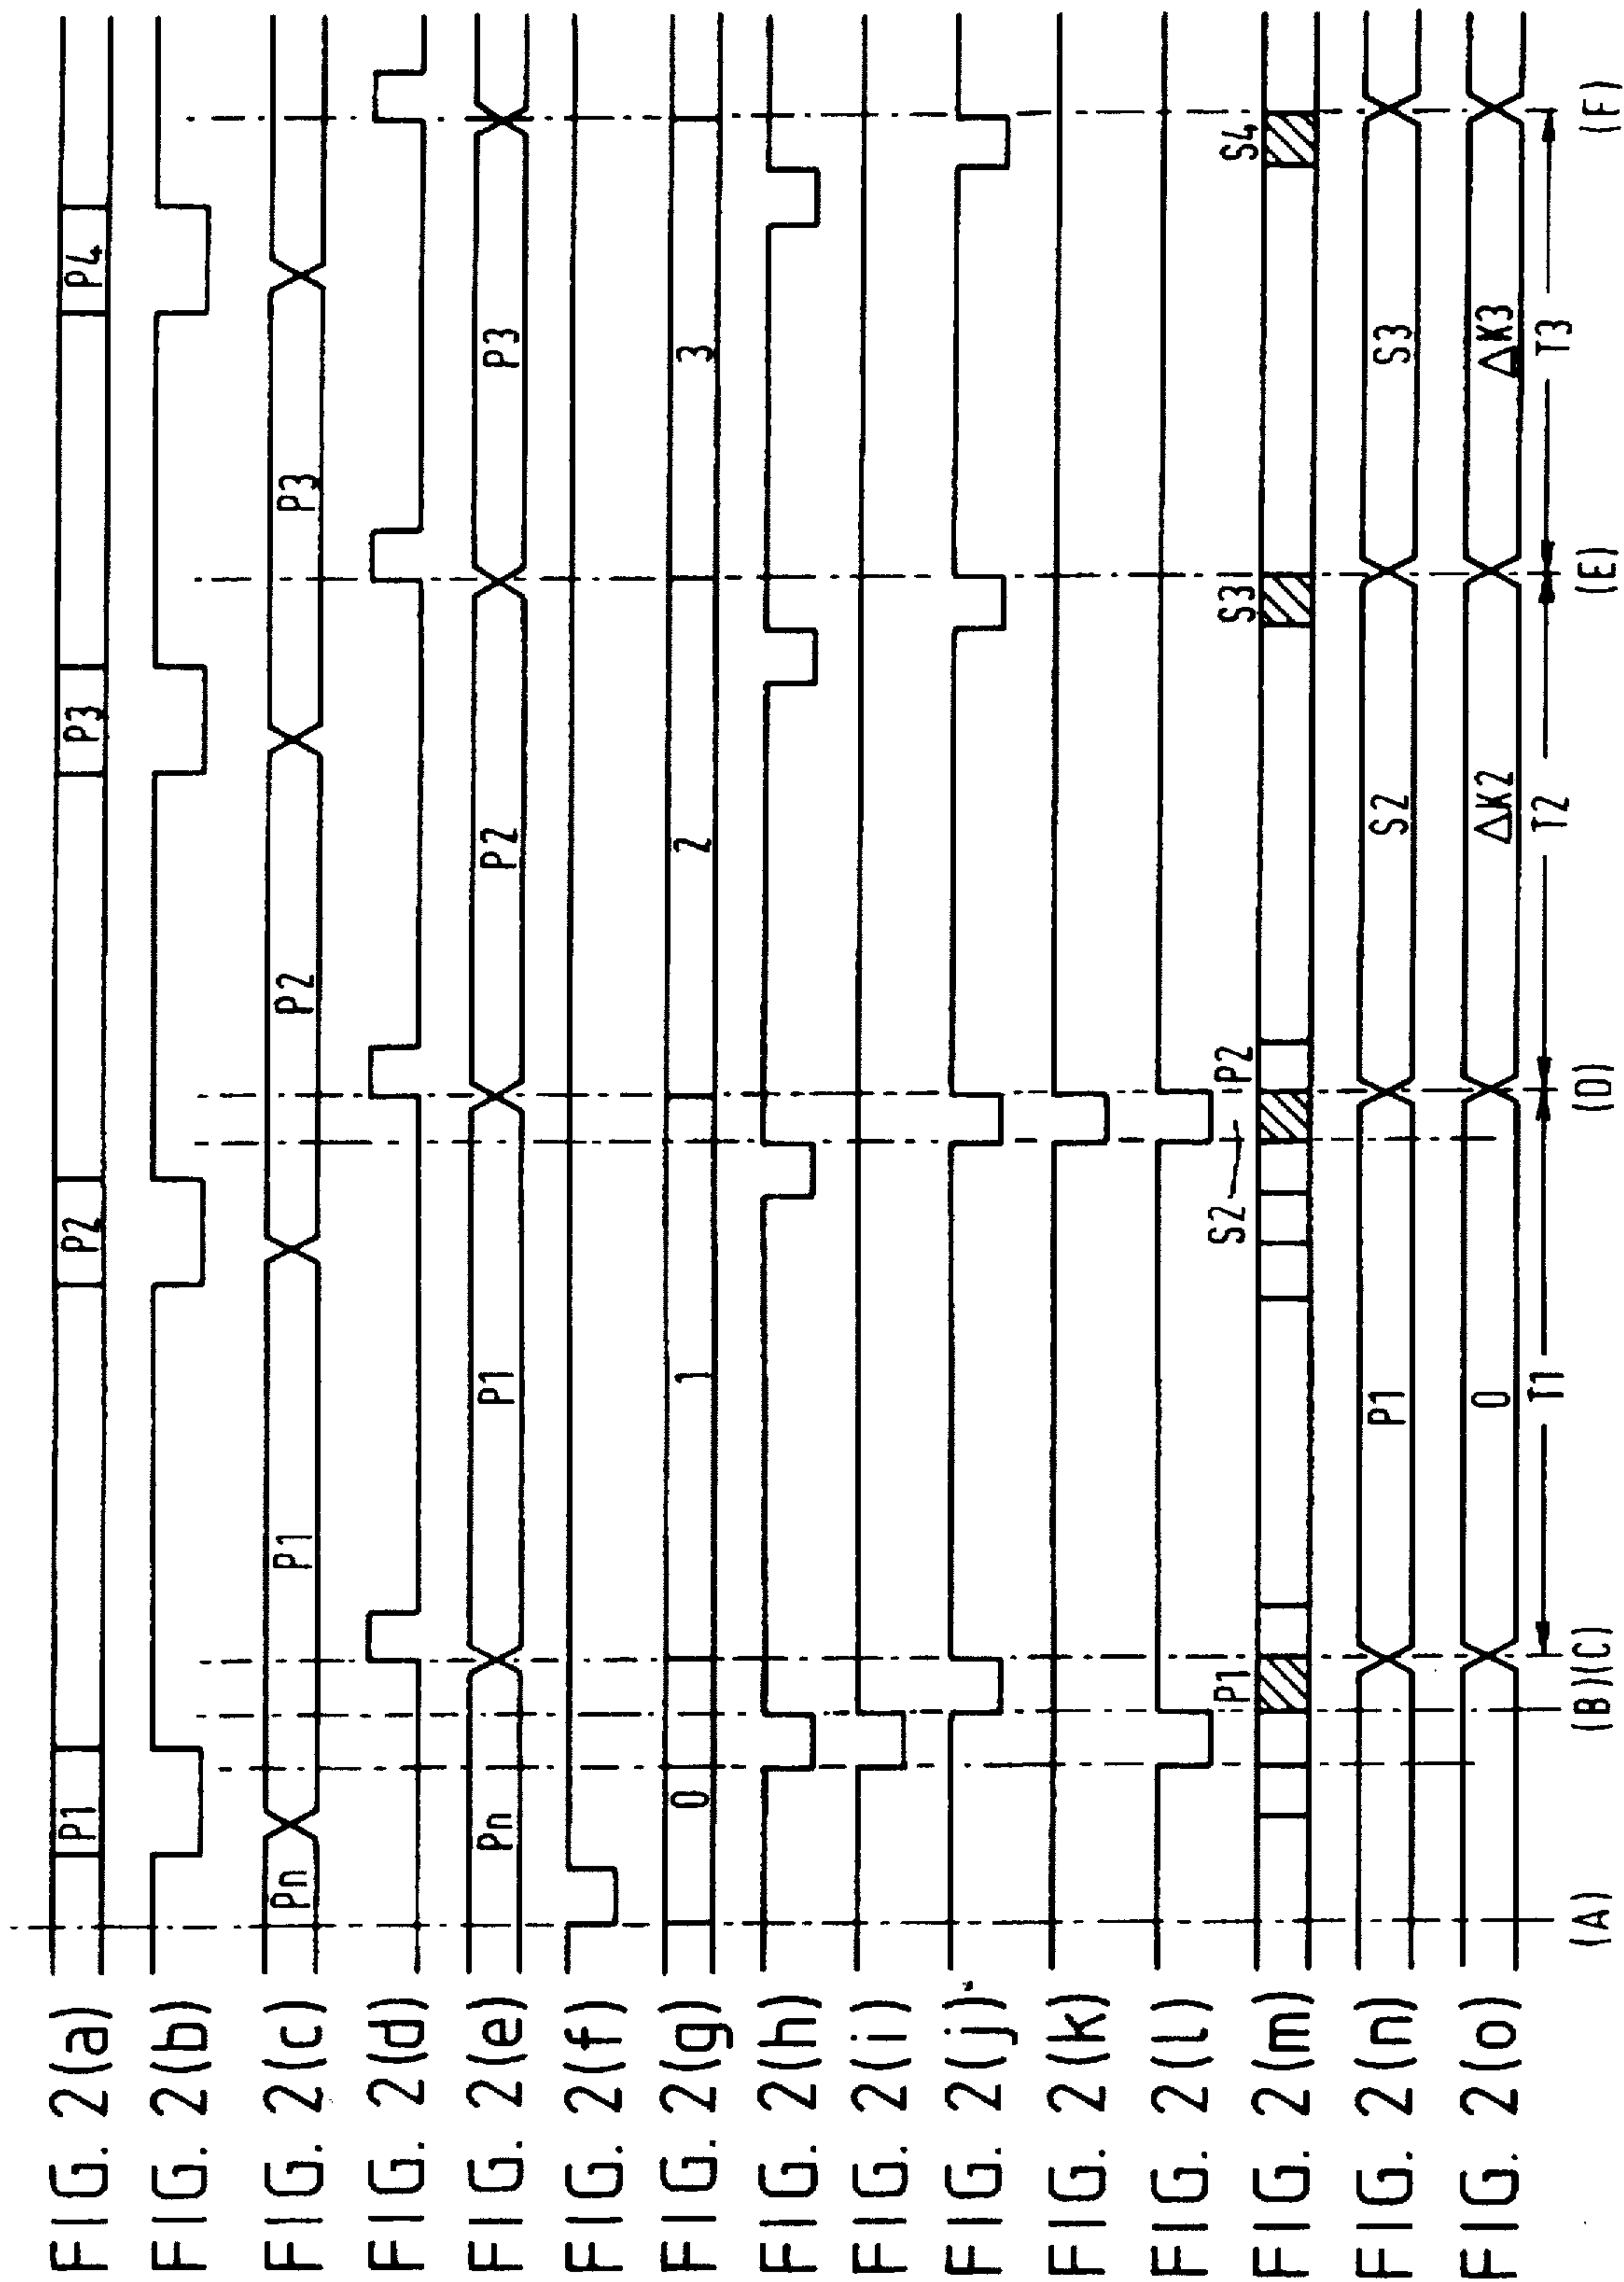 FIG. 2(a) P1 P2 P3 P4
FIG. 2(b)
FIG. 2(c) Pn P1 P2 P3
FIG. 2(d)
FIG. 2(e) Pn P1 P2 P3
FIG. 2(f)
FIG. 2(g) 0 1 2 3
FIG. 2(h)
FIG. 2(i)
FIG. 2(j)
FIG. 2(k)
FIG. 2(l)
FIG. 2(m) P1 S2 P2 S3 S4
FIG. 2(n) P1 S2 S3
FIG. 2(o) 0 ΔK2 ΔK3
T1 T2 T3
(A) (B) (C) (D) (E) (F)